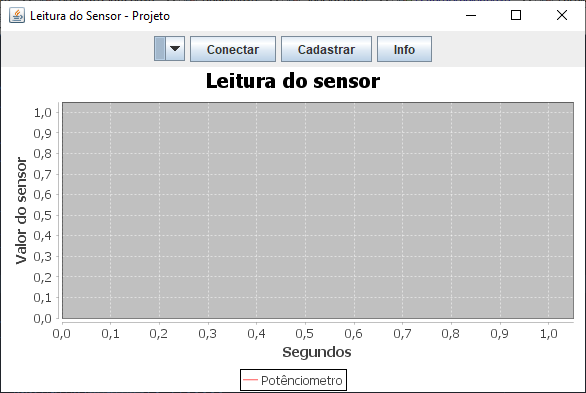 Leitura do Sensor - Projeto
Conectar Cadastrar Info
Leitura do sensor
Valor do sensor
1,0
0,9
0,8
0,7
0,6
0,5
0,4
0,3
0,2
0,1
0,0
0,0 0,1 0,2 0,3 0,4 0,5 0,6 0,7 0,8 0,9 1,0
Segundos
Potênciometro